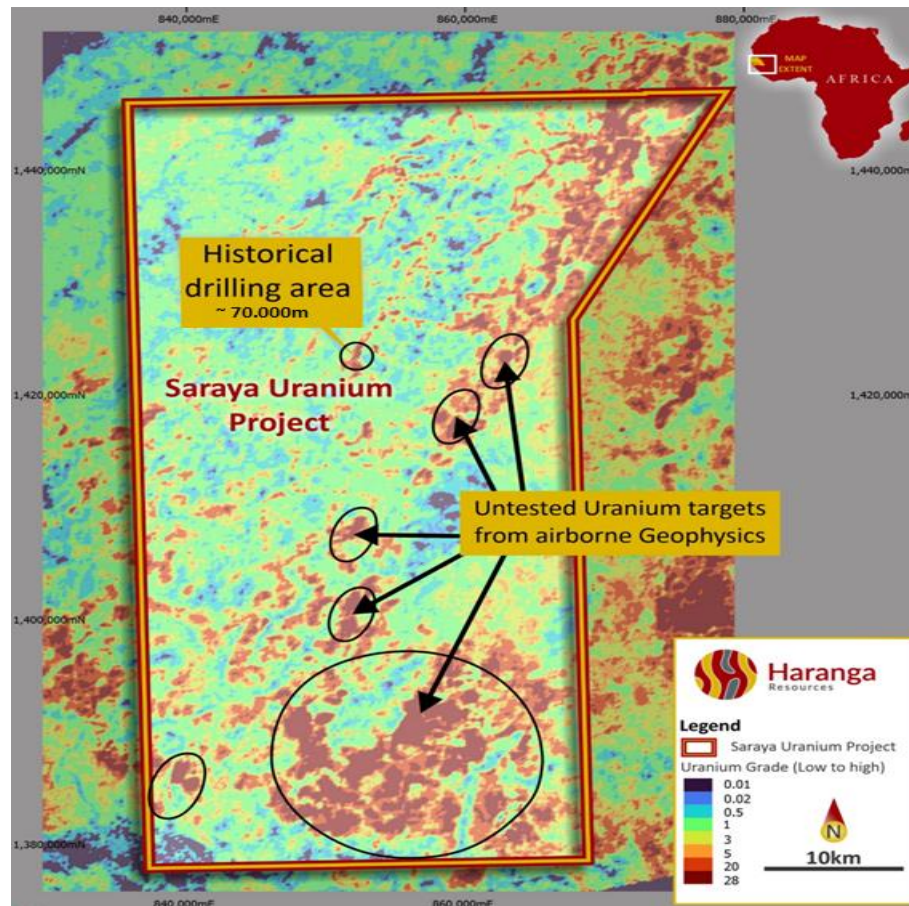 840,000mE
860,000mE
880,000mE
MAP
EXTENT
AFRICA
1,440,000mN
1,440,000mN
Historical
drilling area
~ 70.000m
Saraya Uranium
Project
1,420,000mN
1,420,000mN
Untested Uranium targets
from airborne Geophysics
1,400,000mN
Haranga
Resources
Legend
Saraya Uranium Project
Uranium Grade (Low to high)
0.01
0.02
0.5
1
3
5
20
28
N
10km
1,380,000mN
840,000mE
860,000mE